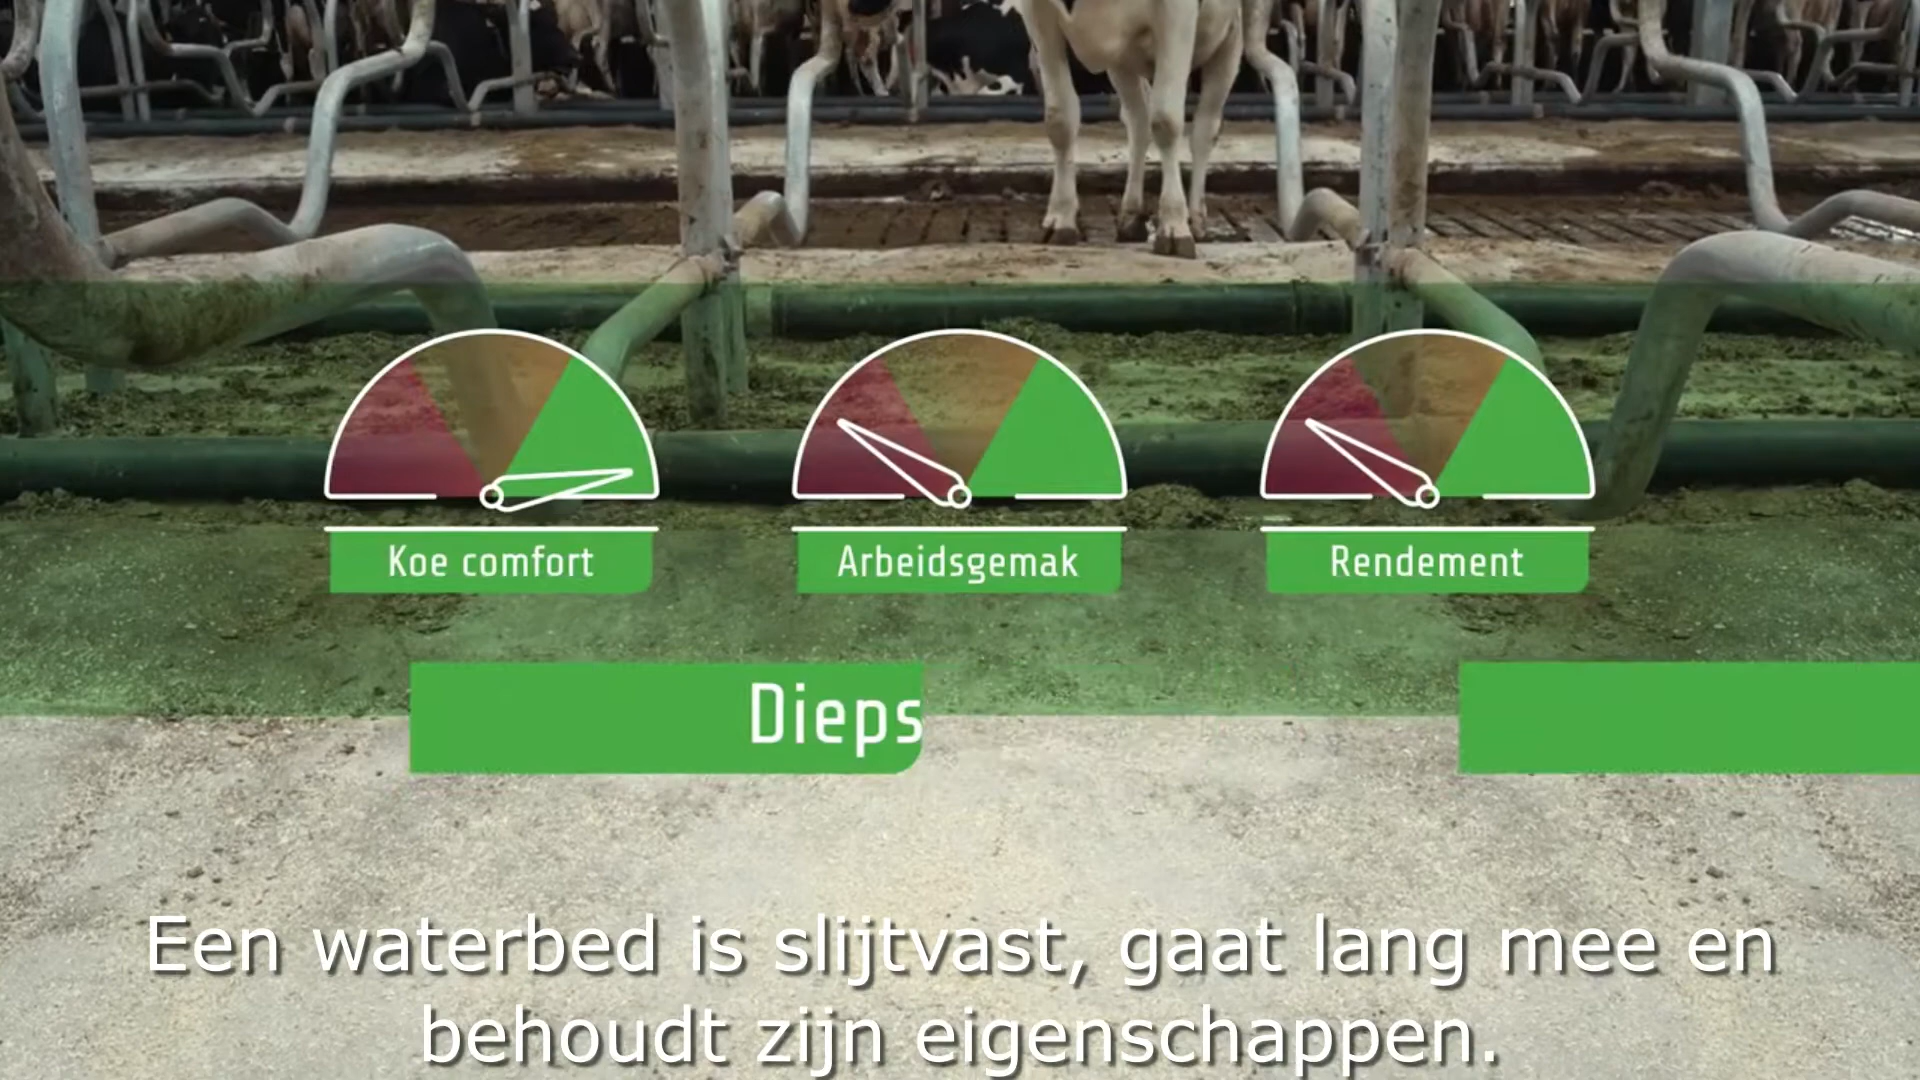 Koe comfort
Arbeidsgemak
Rendement
Dieps
Een waterbed is slijtvast, gaat lang mee en
behoudt zijn eigenschappen.